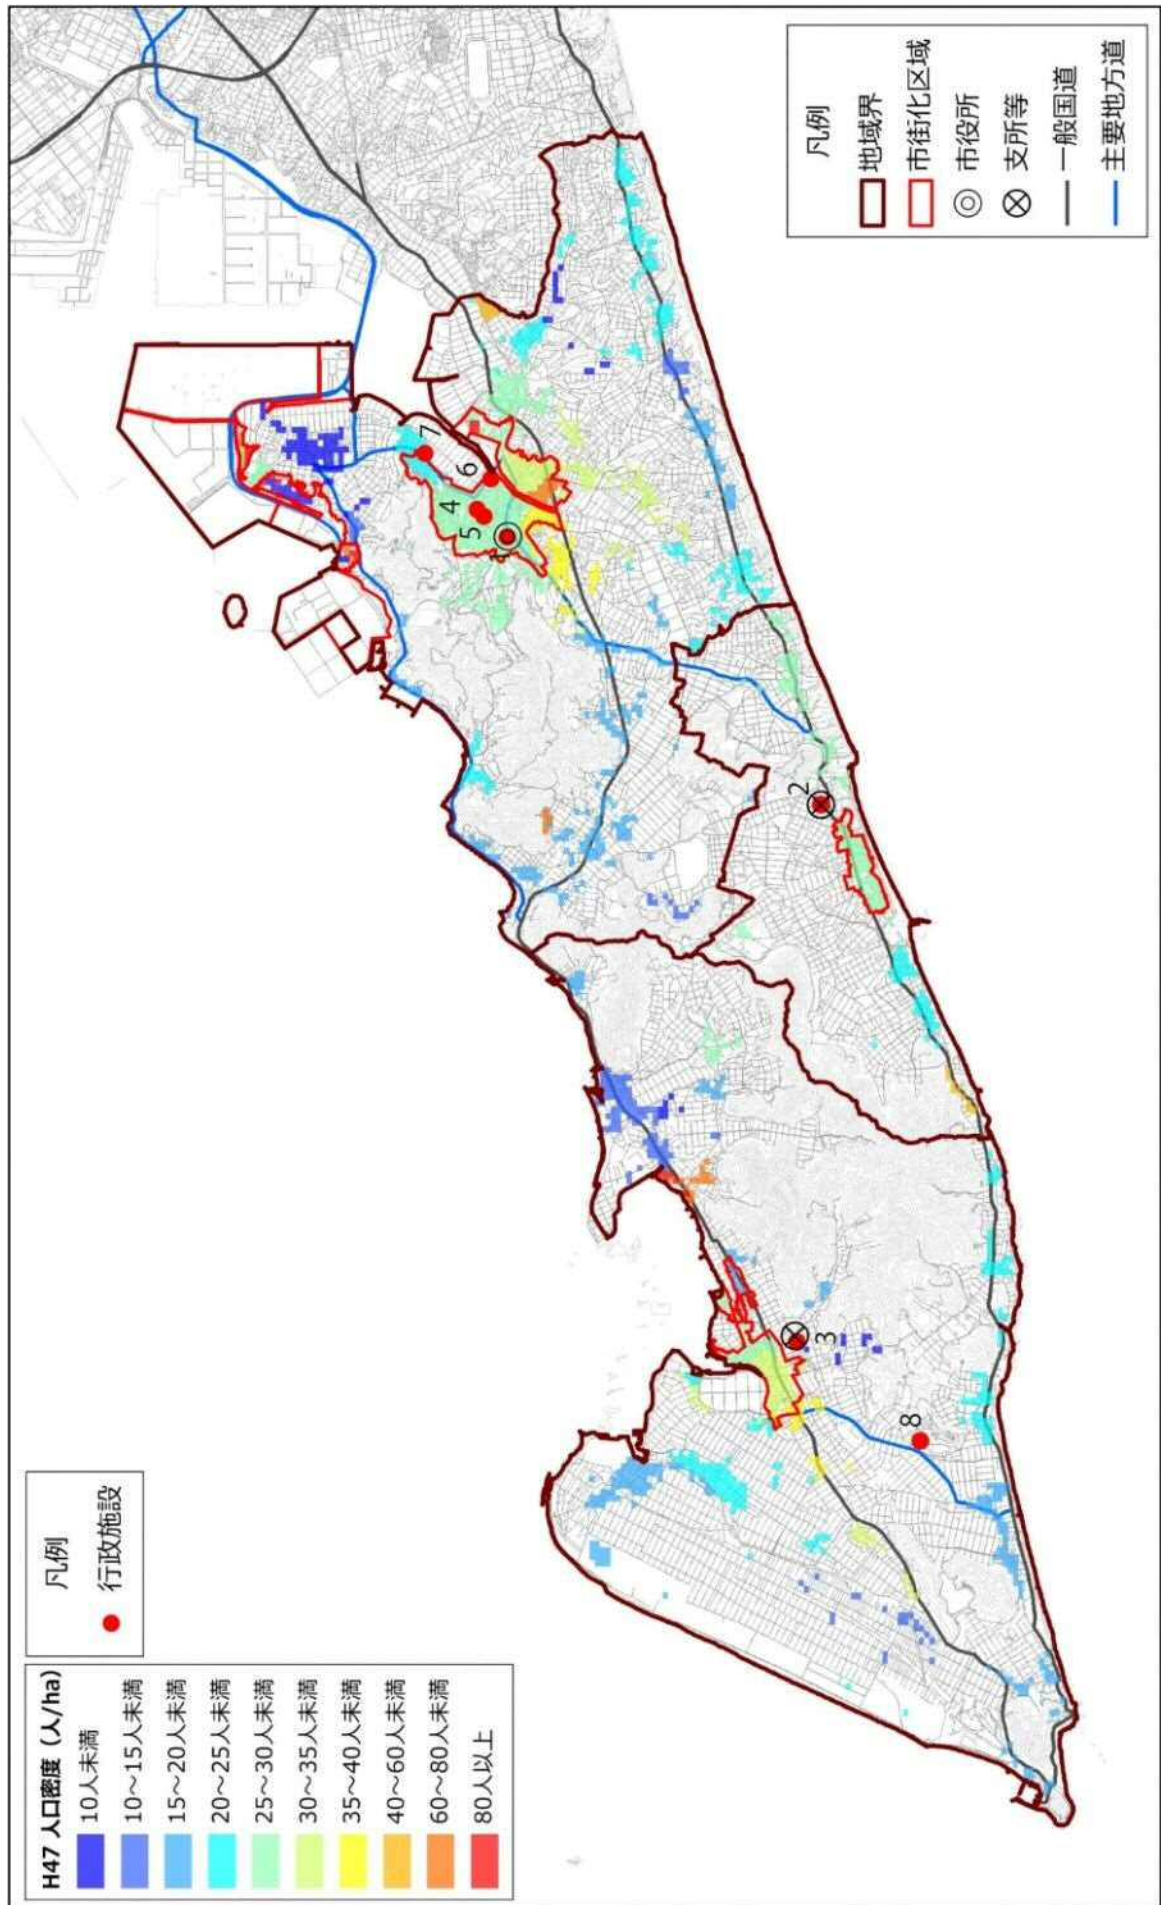 H47 人口密度（人/ha）
10人未満
10～15人未満
15～20人未満
20～25人未満
25～30人未満
30～35人未満
35～40人未満
40～60人未満
60～80人未満
80人以上
凡例
行政施設
凡例
地域界
市街化区域
市役所
支所等
一般国道
主要地方道
1
2
3
4
5
6
7
8